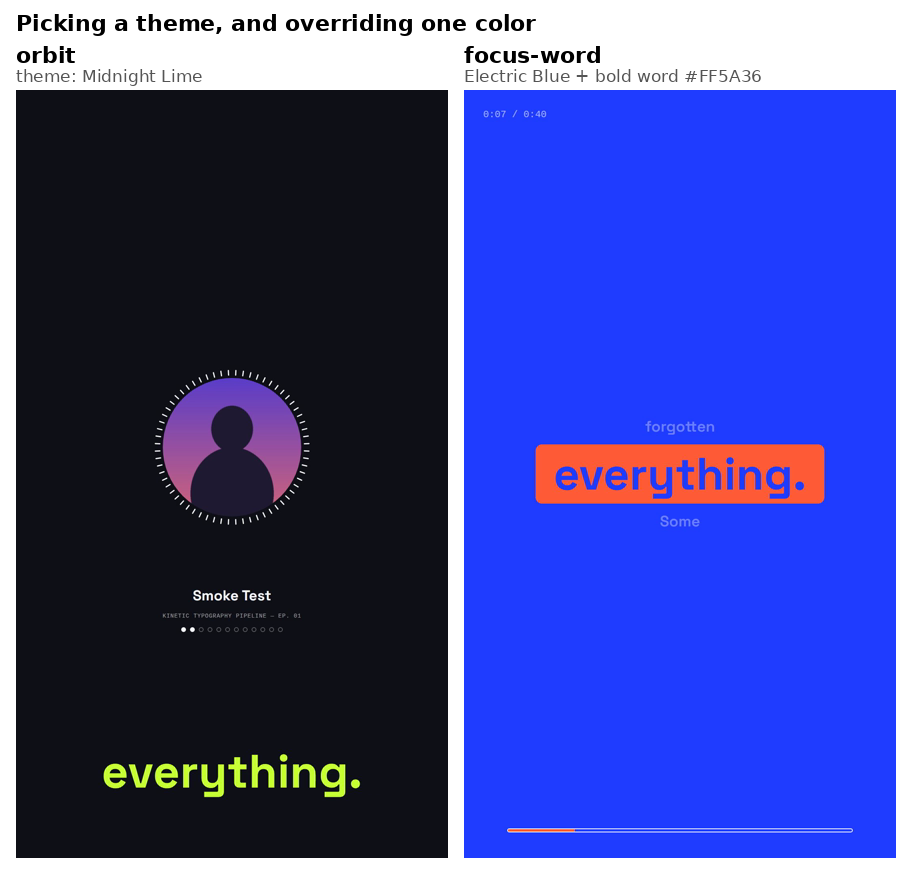 Picking a theme, and overriding one color
orbit
theme: Midnight Lime
Smoke Test
KINETIC TYPOGRAPHY PIPELINE — EP. 01
everything.
focus-word
Electric Blue + bold word #FF5A36
0:07 / 0:40
forgotten
everything.
Some